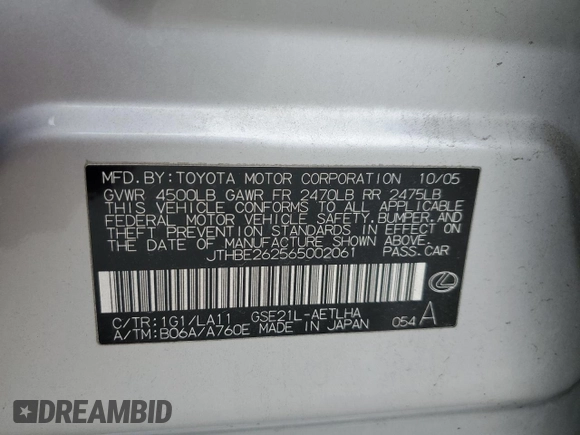 MFD. BY: TOYOTA MOTOR CORPORATION 10/05
GVWR 4500LB GAWR FR 2470LB RR 2475LB
THIS VEHICLE CONFORMS TO ALL APPLICABLE
FEDERAL MOTOR VEHICLE SAFETY, BUMPER, AND
THEFT PREVENTION STANDARDS IN EFFECT ON
THE DATE OF MANUFACTURE SHOWN ABOVE.
JTHBE262565002061 PASS. CAR
C/TR: 1G1/LA11 GSE21L-AETLHA
A/TM: B06A/A760E MADE IN JAPAN 054 A
DREAMBID